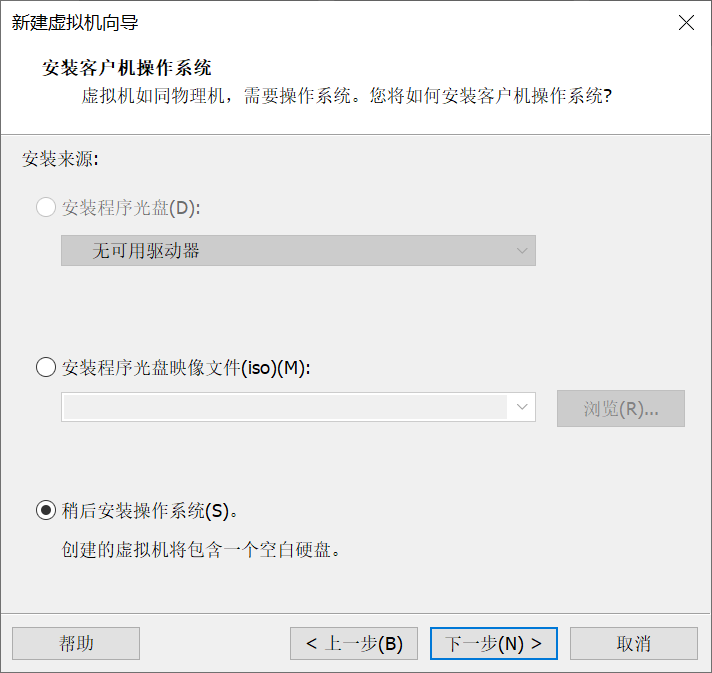 新建虚拟机向导
安装客户机操作系统
虚拟机如同物理机，需要操作系统。您将如何安装客户机操作系统?
安装来源:
安装程序光盘(D):
无可用驱动器
安装程序光盘映像文件(iso)(M):
浏览(R)...
稍后安装操作系统(S)。
创建的虚拟机将包含一个空白硬盘。
帮助
< 上一步(B)
下一步(N) >
取消